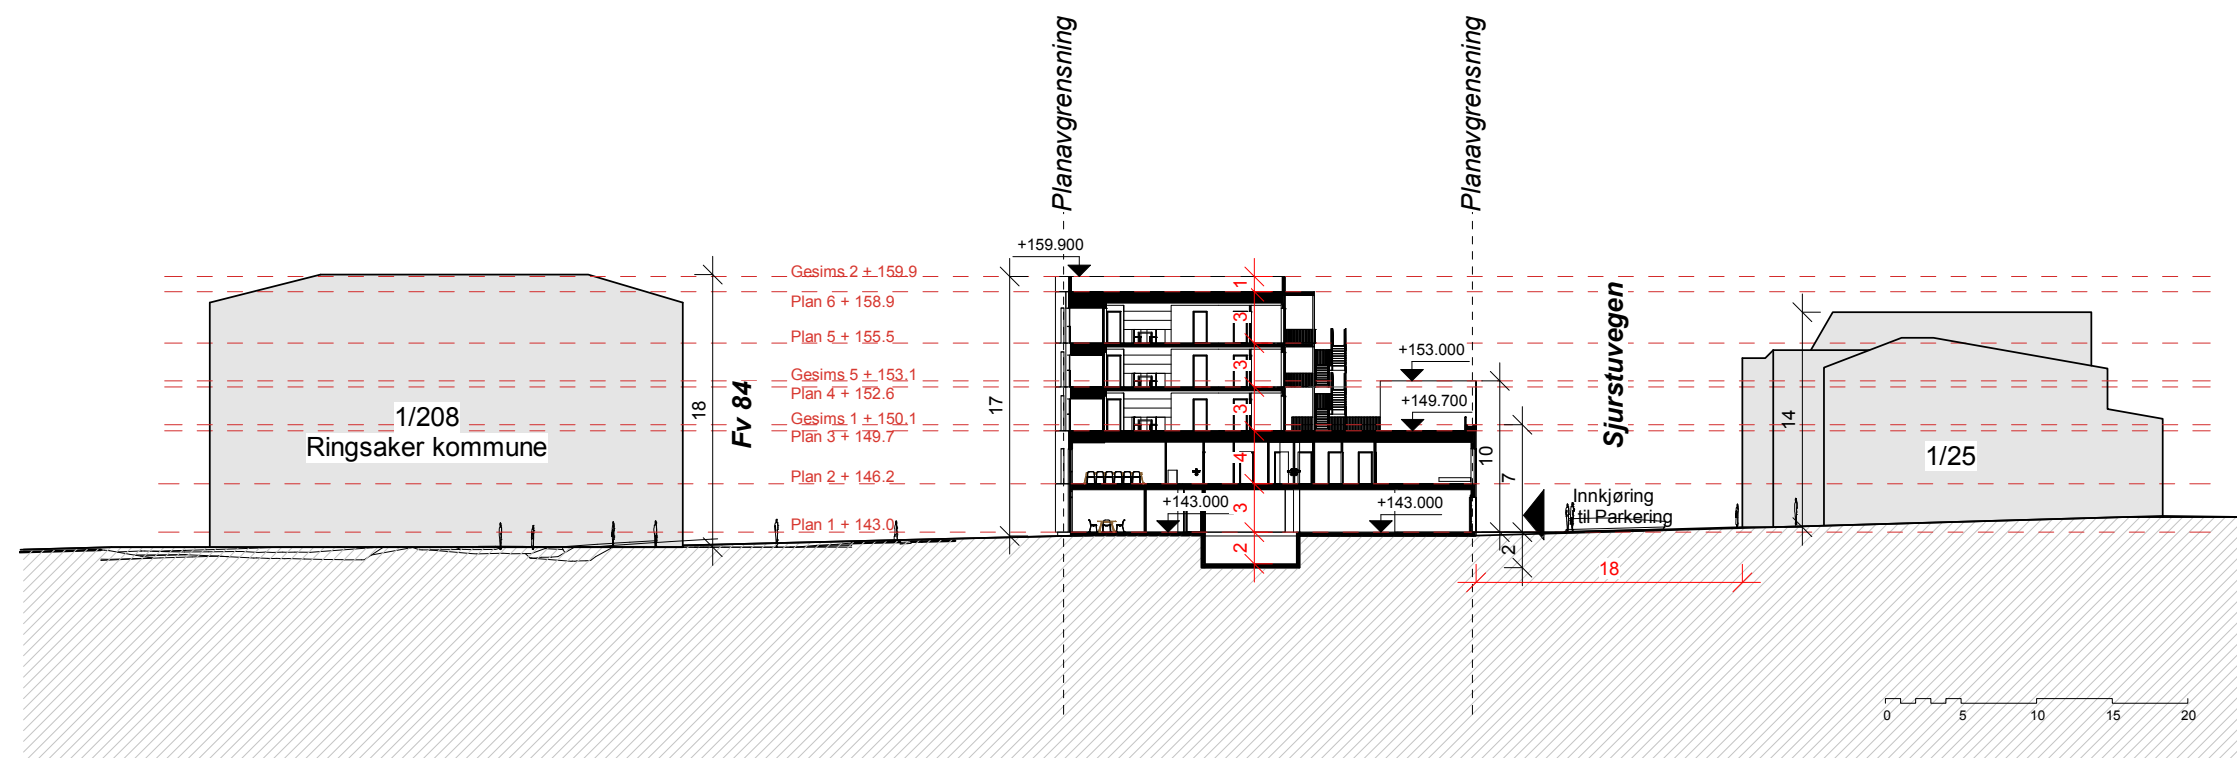 Planavgrensning
Planavgrensning
+159.900
Gesims 2 + 159.9
Plan 6 + 158.9
Plan 5 + 155.5
Gesims 5 + 153.1
Plan 4 + 152.6
Gesims 1 + 150.1
Plan 3 + 149.7
Plan 2 + 146.2
Plan 1 + 143.0
1/208
Ringsaker kommune
18
Fv 84
17
1
3
3
3
4
3
2
+153.000
+149.700
+143.000
+143.000
10
7
2
Innkjøring
til Parkering
Sjurstuvegen
18
14
1/25
0 5 10 15 20